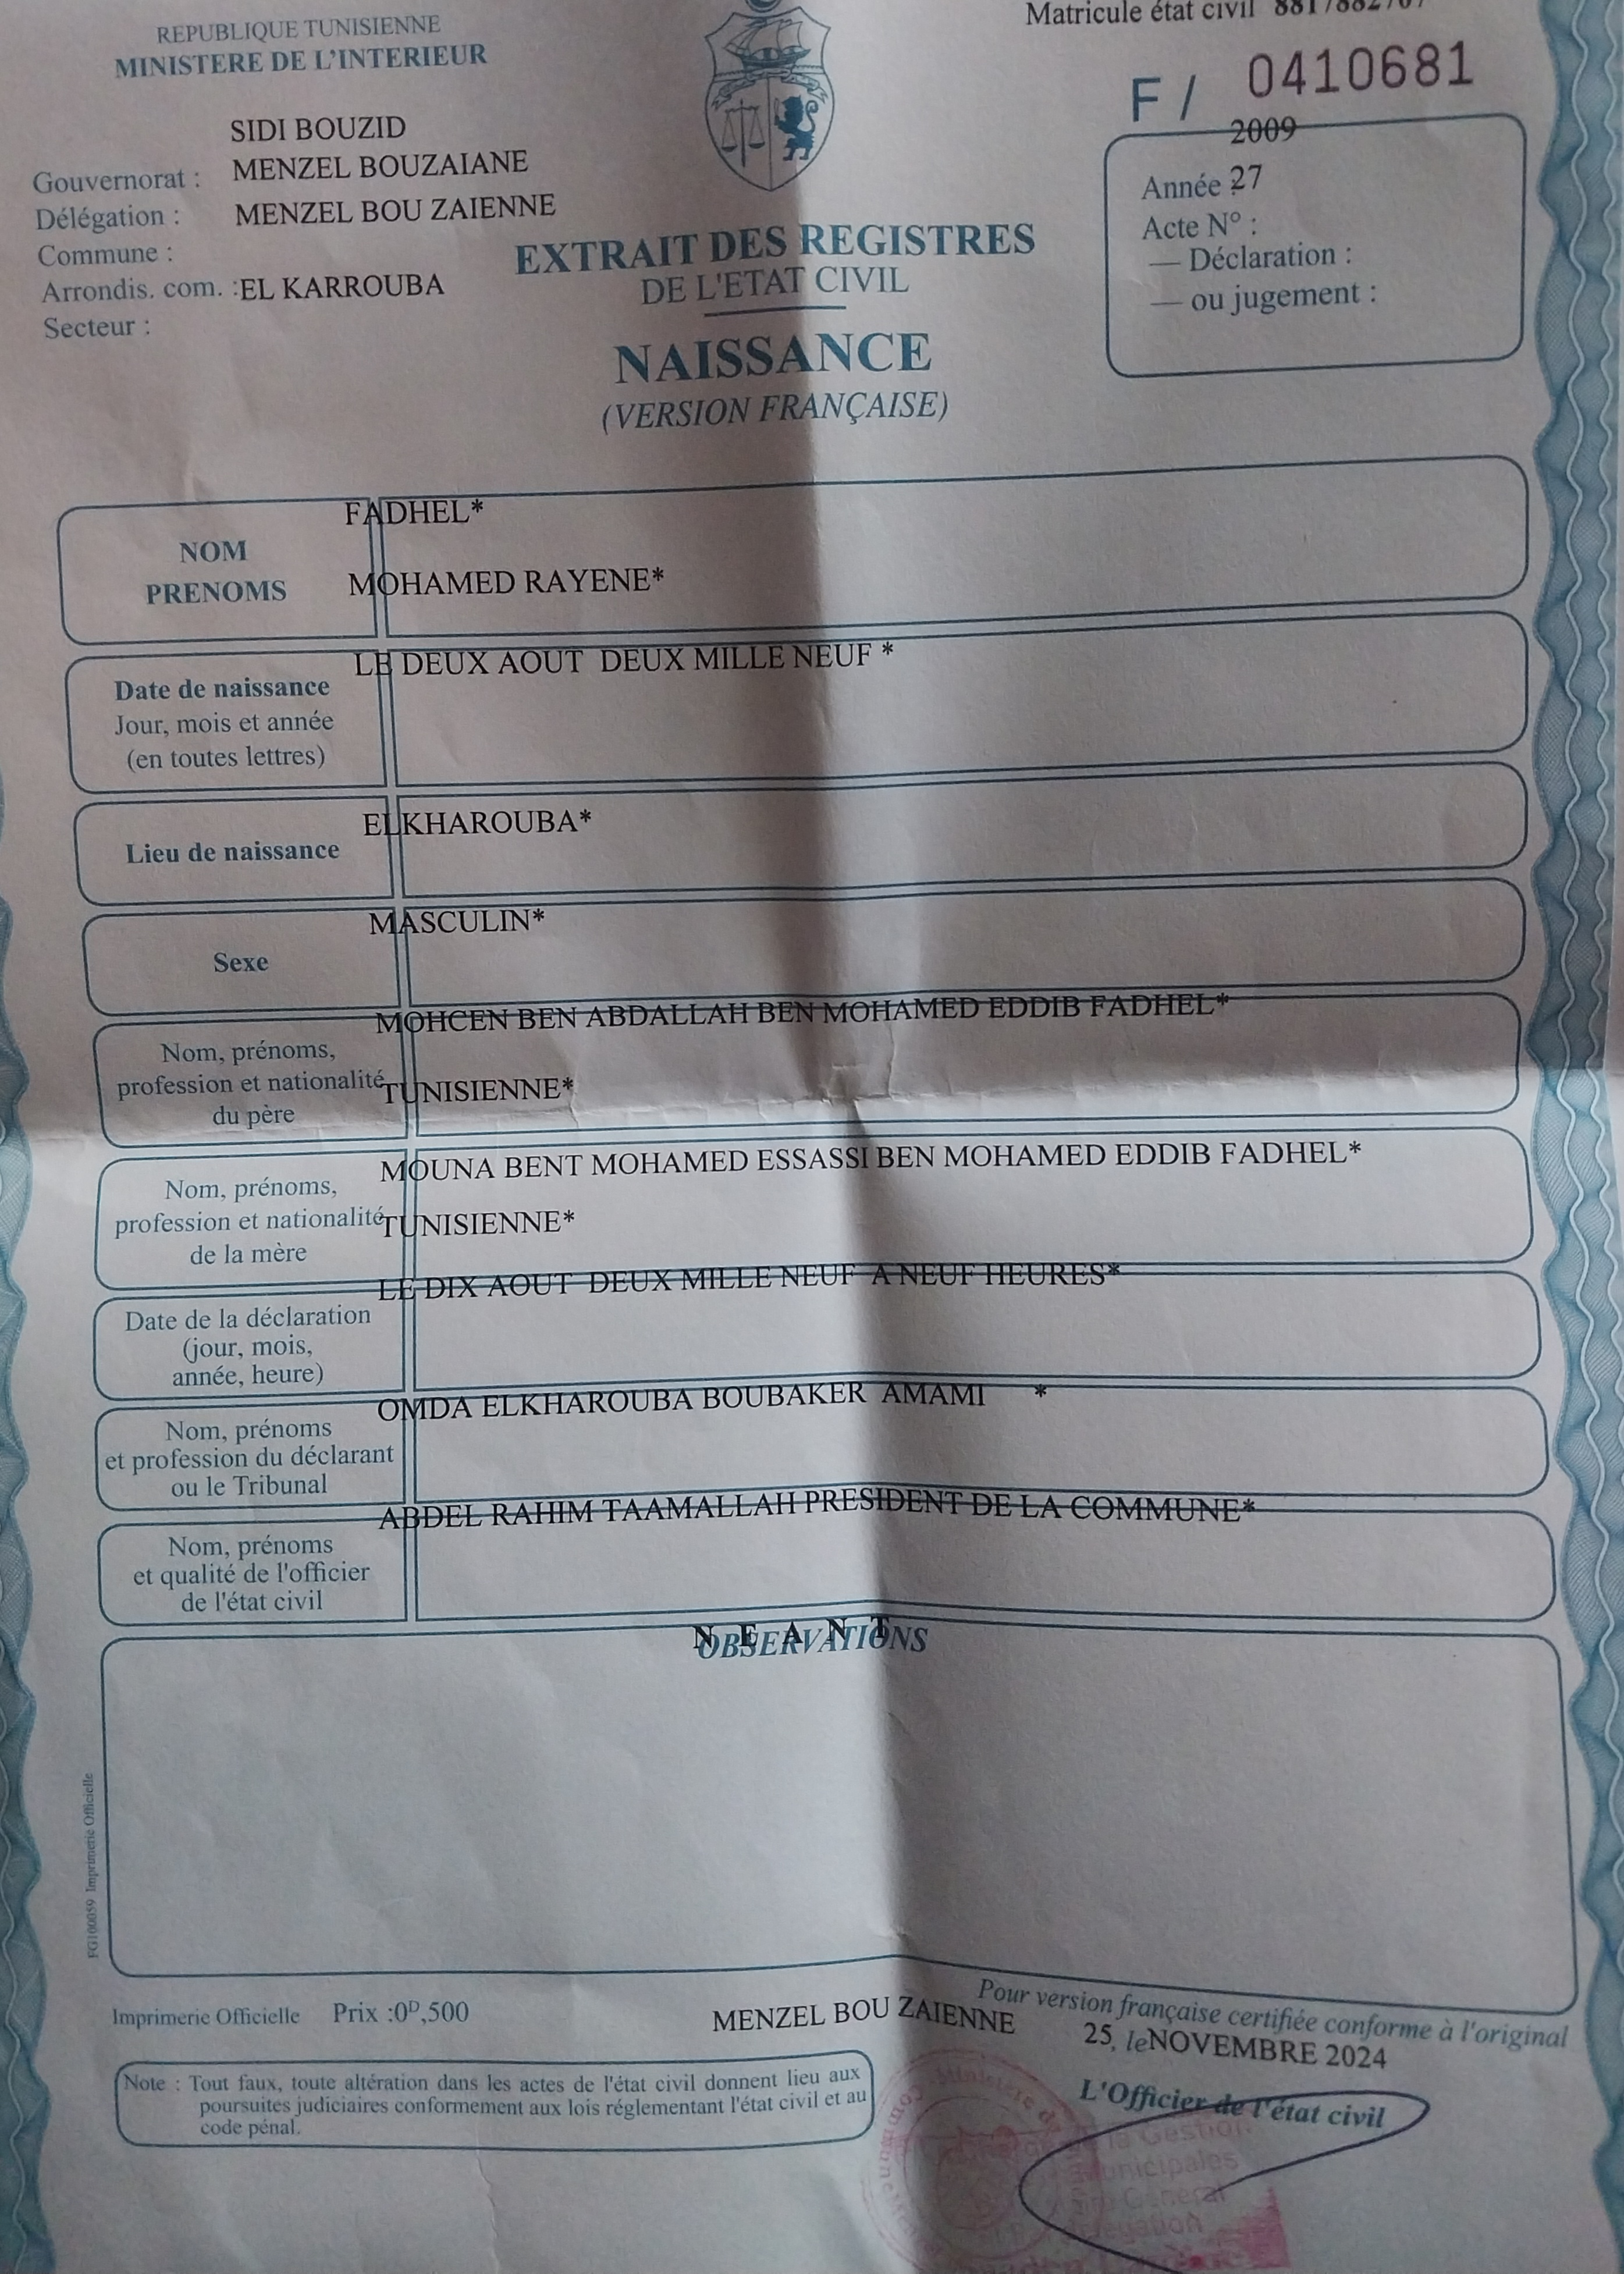 REPUBLIQUE TUNISIENNE
MINISTERE DE L'INTERIEUR
Matricule état civil
F / 0410681
SIDI BOUZID
Gouvernorat : MENZEL BOUZAIANE
Délégation : MENZEL BOU ZAIENNE
Commune :
Arrondis. com. : EL KARROUBA
Secteur :
2009
Année : 27
Acte N° :
— Déclaration :
— ou jugement :
EXTRAIT DES REGISTRES
DE L'ETAT CIVIL
NAISSANCE
(VERSION FRANÇAISE)
FADHEL*
NOM
PRENOMS
MOHAMED RAYENE*
LE DEUX AOUT DEUX MILLE NEUF *
Date de naissance
Jour, mois et année
(en toutes lettres)
ELKHAROUBA*
Lieu de naissance
MASCULIN*
Sexe
MOHCEN BEN ABDALLAH BEN MOHAMED EDDIB FADHEL*
Nom, prénoms,
profession et nationalité
du père
TUNISIENNE*
MOUNA BENT MOHAMED ESSASSI BEN MOHAMED EDDIB FADHEL*
Nom, prénoms,
profession et nationalité
de la mère
TUNISIENNE*
LE DIX AOUT DEUX MILLE NEUF A NEUF HEURES*
Date de la déclaration
(jour, mois,
année, heure)
OMDA ELKHAROUBA BOUBAKER AMAMI *
Nom, prénoms
et profession du déclarant
ou le Tribunal
ABDEL RAHIM TAAMALLAH PRESIDENT DE LA COMMUNE*
Nom, prénoms
et qualité de l'officier
de l'état civil
N E A N T
OBSERVATIONS
FG100059 Imprimerie Officielle
Imprimerie Officielle Prix :0ᴰ,500
Pour version française certifiée conforme à l'original
MENZEL BOU ZAIENNE 25, le NOVEMBRE 2024
L'Officier de l'état civil
Note : Tout faux, toute altération dans les actes de l'état civil donnent lieu aux
poursuites judiciaires conformement aux lois réglementant l'état civil et au
code pénal.
la Gestion
Municipales